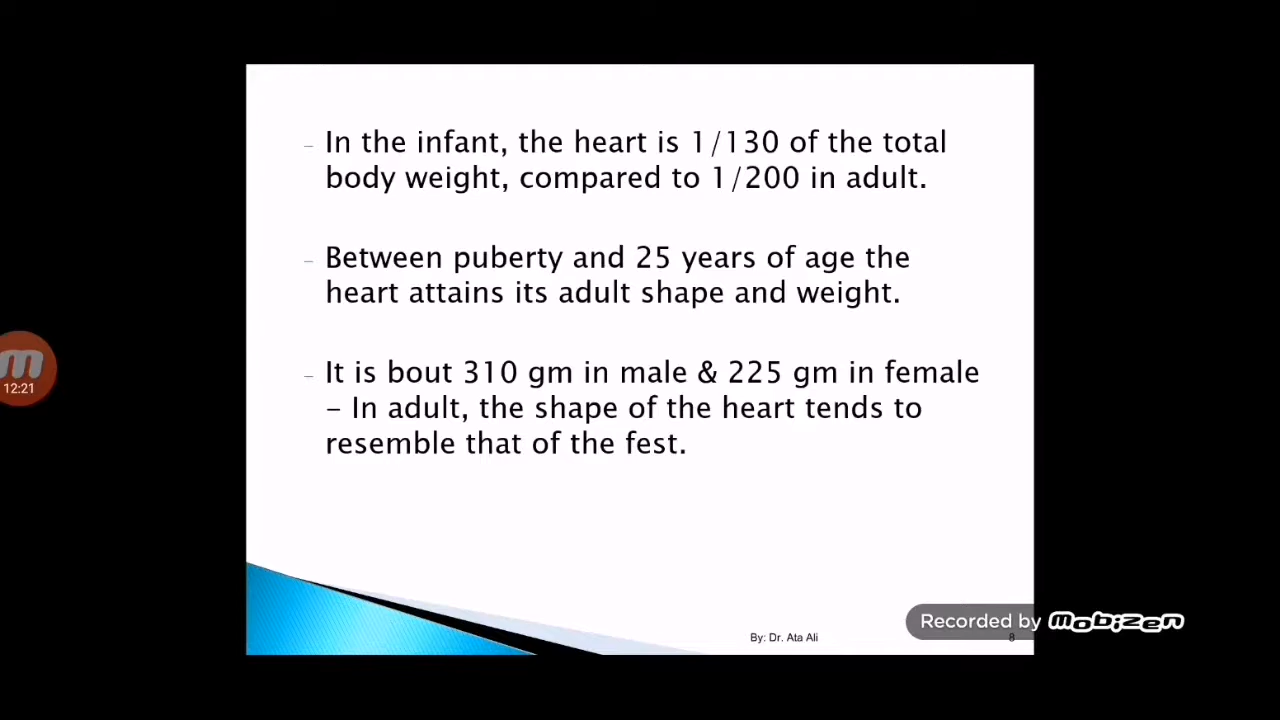 – In the infant, the heart is 1/130 of the total
body weight, compared to 1/200 in adult.
– Between puberty and 25 years of age the
heart attains its adult shape and weight.
– It is bout 310 gm in male & 225 gm in female
– In adult, the shape of the heart tends to
resemble that of the fest.
m
12:21
Recorded by mobizen
By: Dr. Ata Ali
8